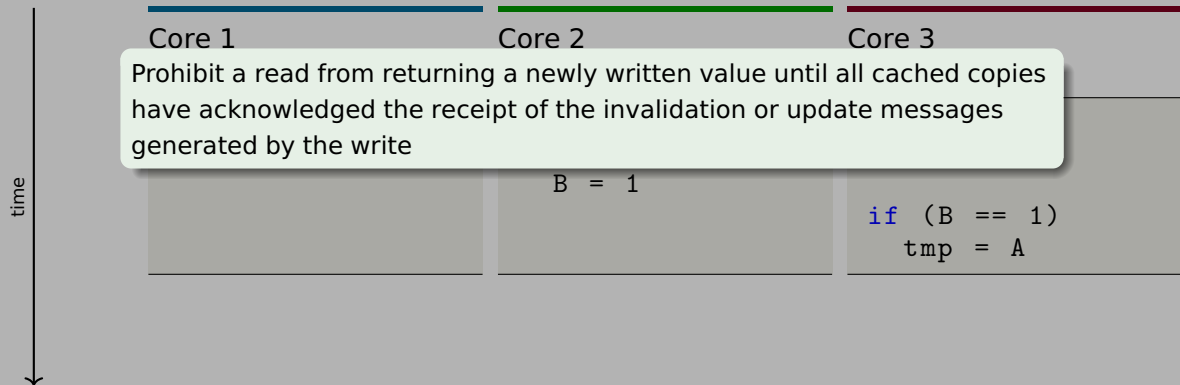 Core 1
Core 2
Core 3
Prohibit a read from returning a newly written value until all cached copies
have acknowledged the receipt of the invalidation or update messages
generated by the write
time
B = 1
if (B == 1)
tmp = A